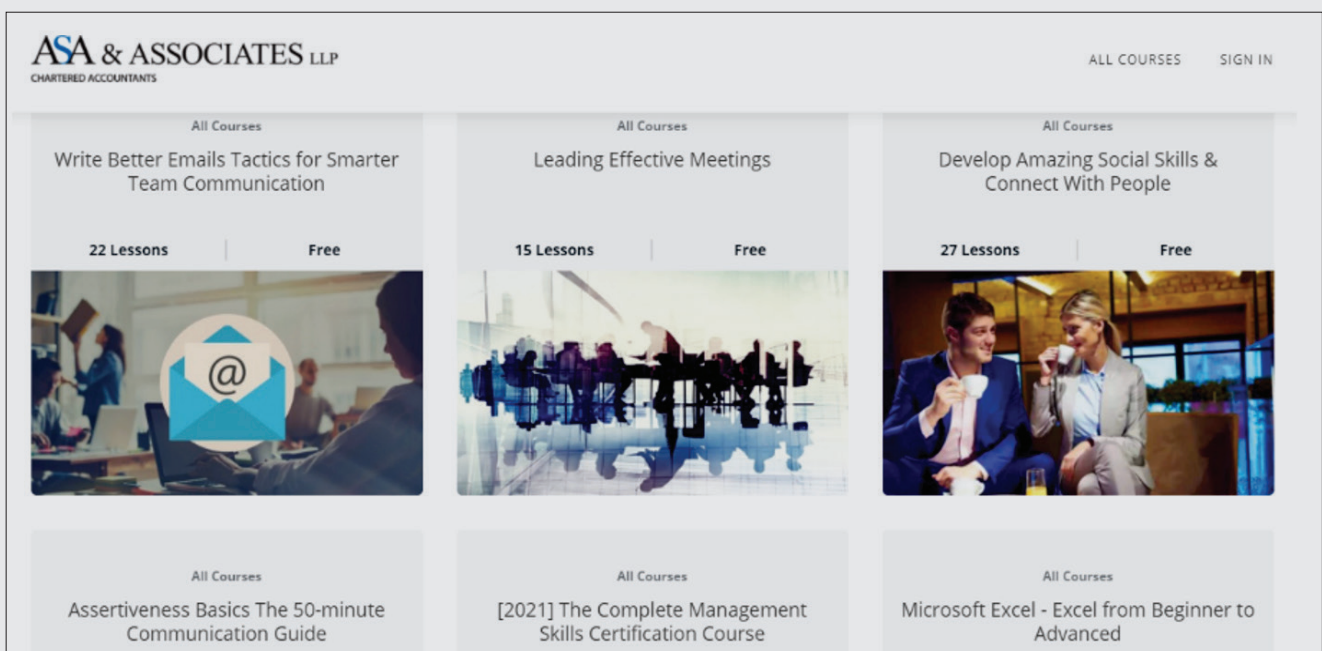 ASA & ASSOCIATES LLP
CHARTERED ACCOUNTANTS
ALL COURSES
SIGN IN
All Courses
Write Better Emails Tactics for Smarter
Team Communication
22 Lessons
Free
@
All Courses
Leading Effective Meetings
15 Lessons
Free
All Courses
Develop Amazing Social Skills &
Connect With People
27 Lessons
Free
All Courses
Assertiveness Basics The 50-minute
Communication Guide
All Courses
[2021] The Complete Management
Skills Certification Course
All Courses
Microsoft Excel - Excel from Beginner to
Advanced